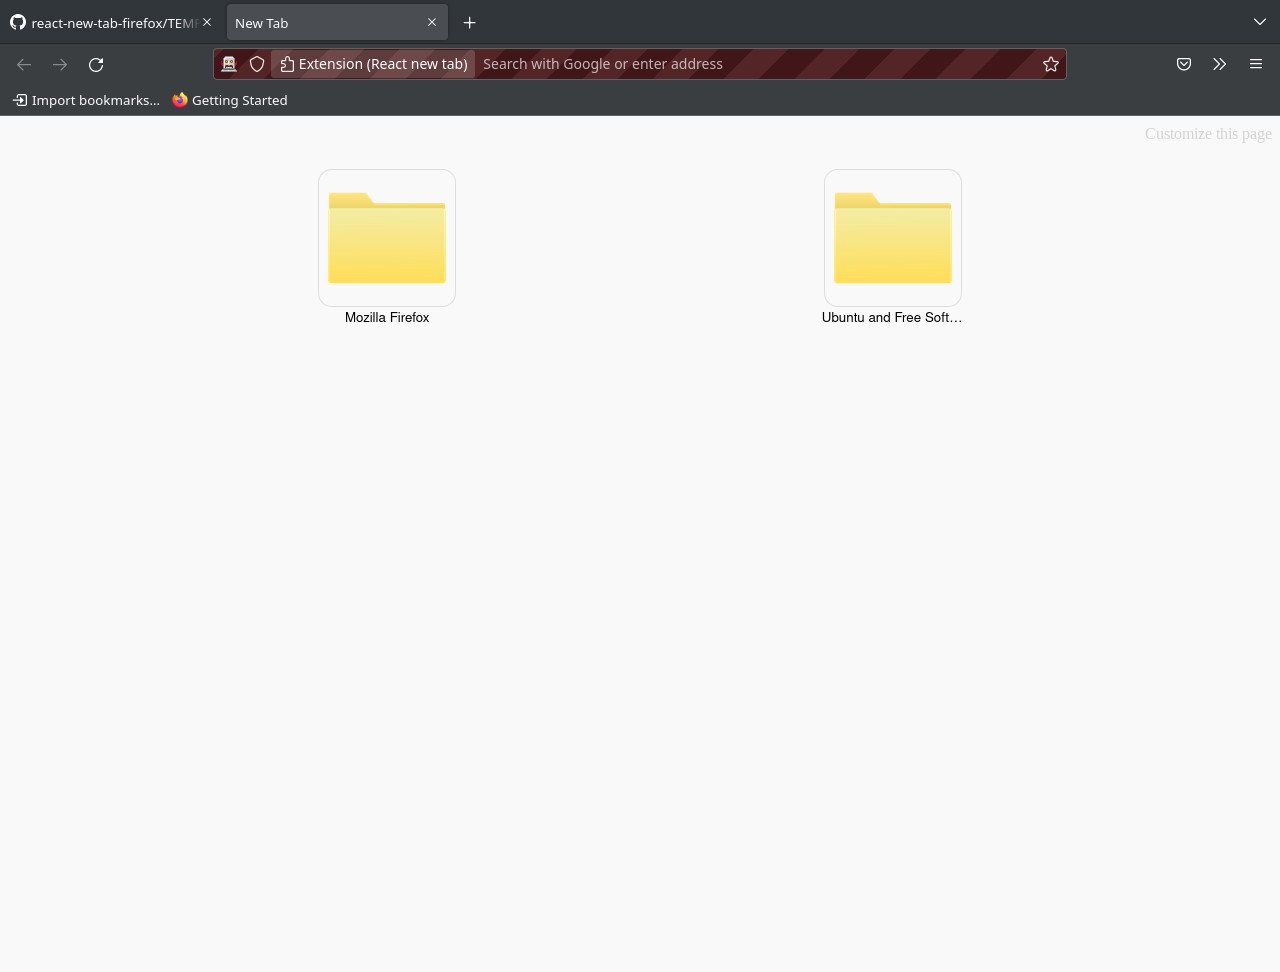 react-new-tab-firefox/TEM
New Tab
Extension (React new tab)
Search with Google or enter address
Import bookmarks...
Getting Started
Customize this page
Mozilla Firefox
Ubuntu and Free Soft…